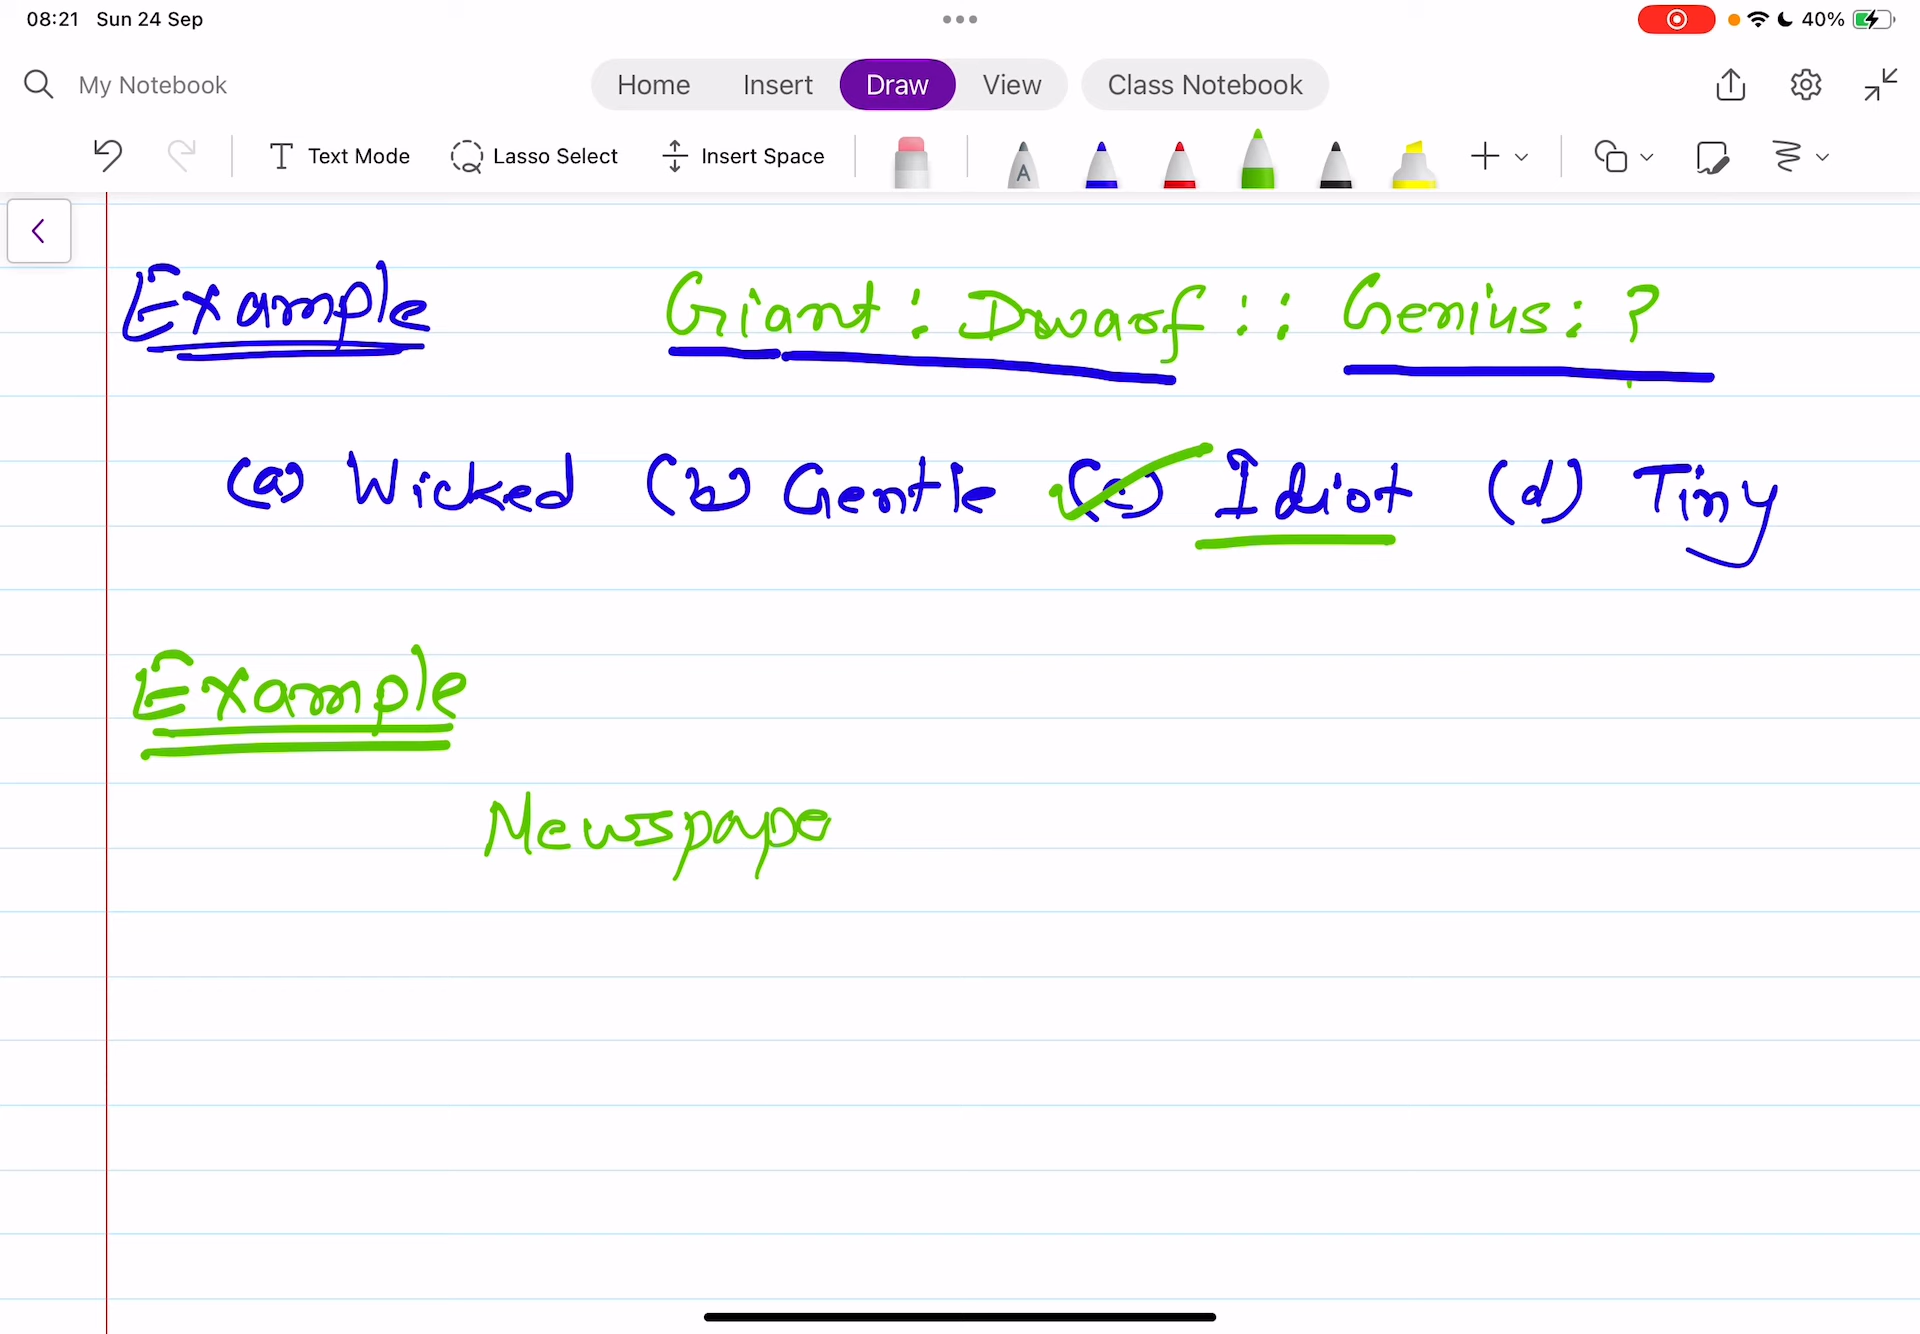 08:21 Sun 24 Sep 40%
My Notebook Home Insert Draw View Class Notebook
Text Mode Lasso Select Insert Space A
Example Giant : Dwarf :: Genius : ?
(a) Wicked (b) Gentle (c) Idiot (d) Tiny
Example
Newspape